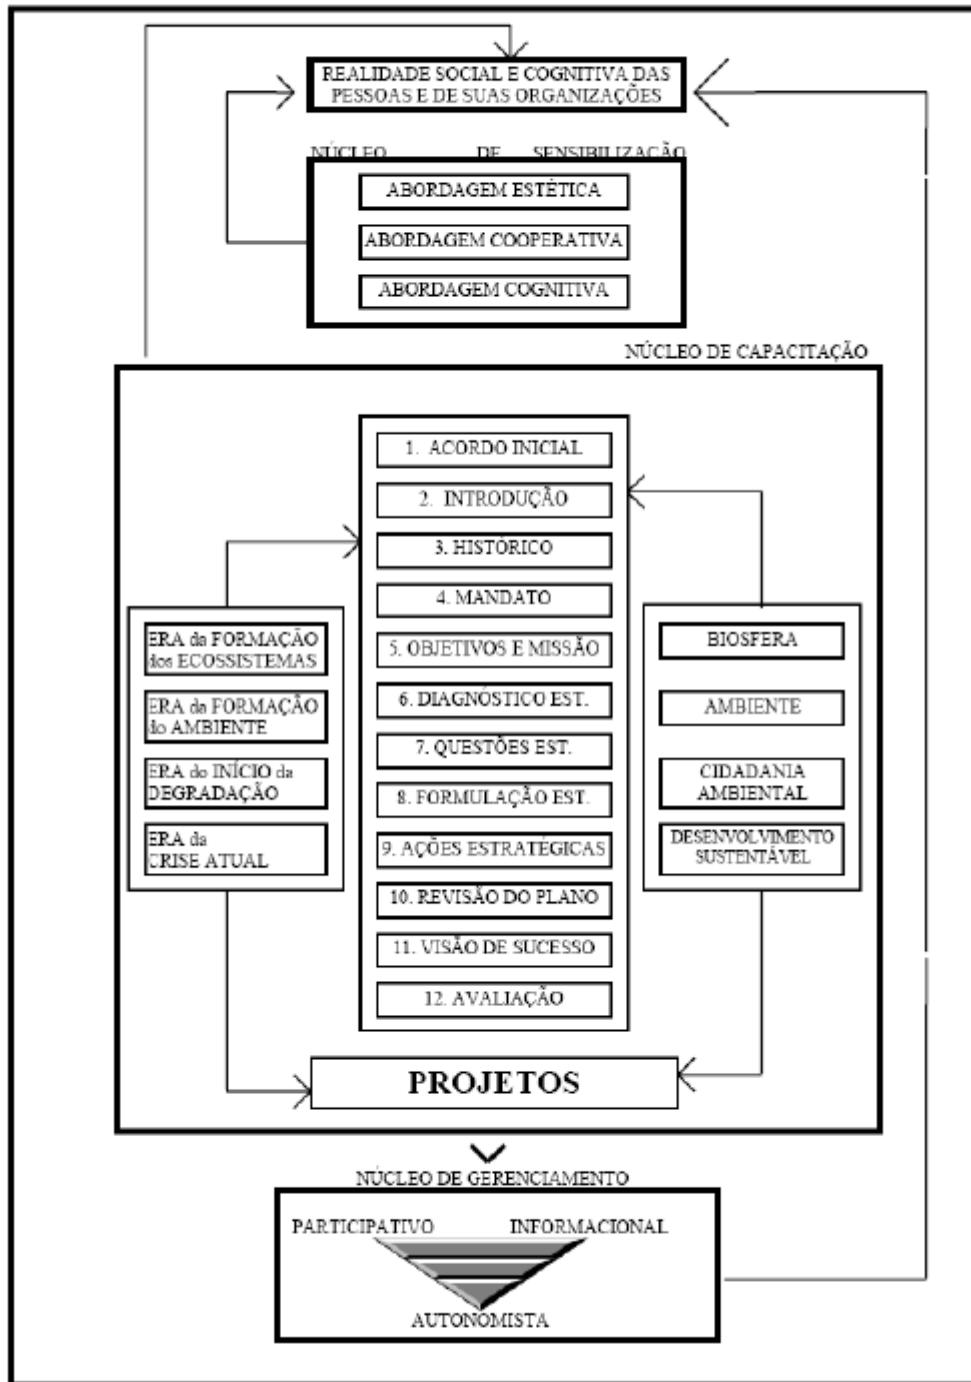 REALIDADE SOCIAL E COGNITIVA DAS
PESSOAS E DE SUAS ORGANIZAÇÕES
NÚCLEO DE SENSIBILIZAÇÃO
ABORDAGEM ESTÉTICA
ABORDAGEM COOPERATIVA
ABORDAGEM COGNITIVA
NÚCLEO DE CAPACITAÇÃO
1. ACORDO INICIAL
2. INTRODUÇÃO
3. HISTÓRICO
4. MANDATO
5. OBJETIVOS E MISSÃO
6. DIAGNÓSTICO EST.
7. QUESTÕES EST.
8. FORMULAÇÃO EST.
9. AÇÕES ESTRATÉGICAS
10. REVISÃO DO PLANO
11. VISÃO DE SUCESSO
12. AVALIAÇÃO
ERA da FORMAÇÃO
dos ECOSSISTEMAS
ERA da FORMAÇÃO
do AMBIENTE
ERA do INÍCIO da
DEGRADAÇÃO
ERA da
CRISE ATUAL
BIOSFERA
AMBIENTE
CIDADANIA
AMBIENTAL
DESENVOLVIMENTO
SUSTENTÁVEL
PROJETOS
NÚCLEO DE GERENCIAMENTO
PARTICIPATIVO INFORMACIONAL
AUTONOMISTA